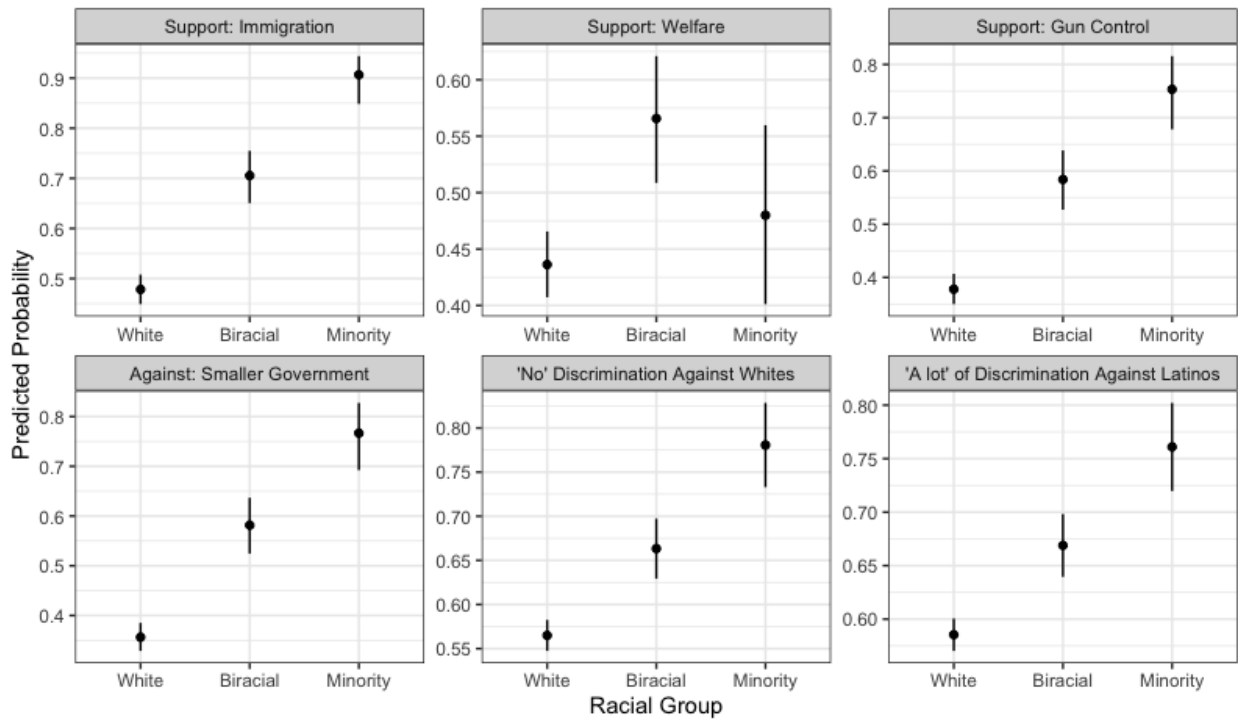 Support: Immigration
Support: Welfare
Support: Gun Control
0.9
0.8
0.7
0.6
0.5
0.60
0.55
0.50
0.45
0.40
0.8
0.7
0.6
0.5
0.4
White Biracial Minority
White Biracial Minority
White Biracial Minority
Predicted Probability
Against: Smaller Government
'No' Discrimination Against Whites
'A lot' of Discrimination Against Latinos
0.8
0.7
0.6
0.5
0.4
0.80
0.75
0.70
0.65
0.60
0.55
0.80
0.75
0.70
0.65
0.60
White Biracial Minority
White Biracial Minority
White Biracial Minority
Racial Group